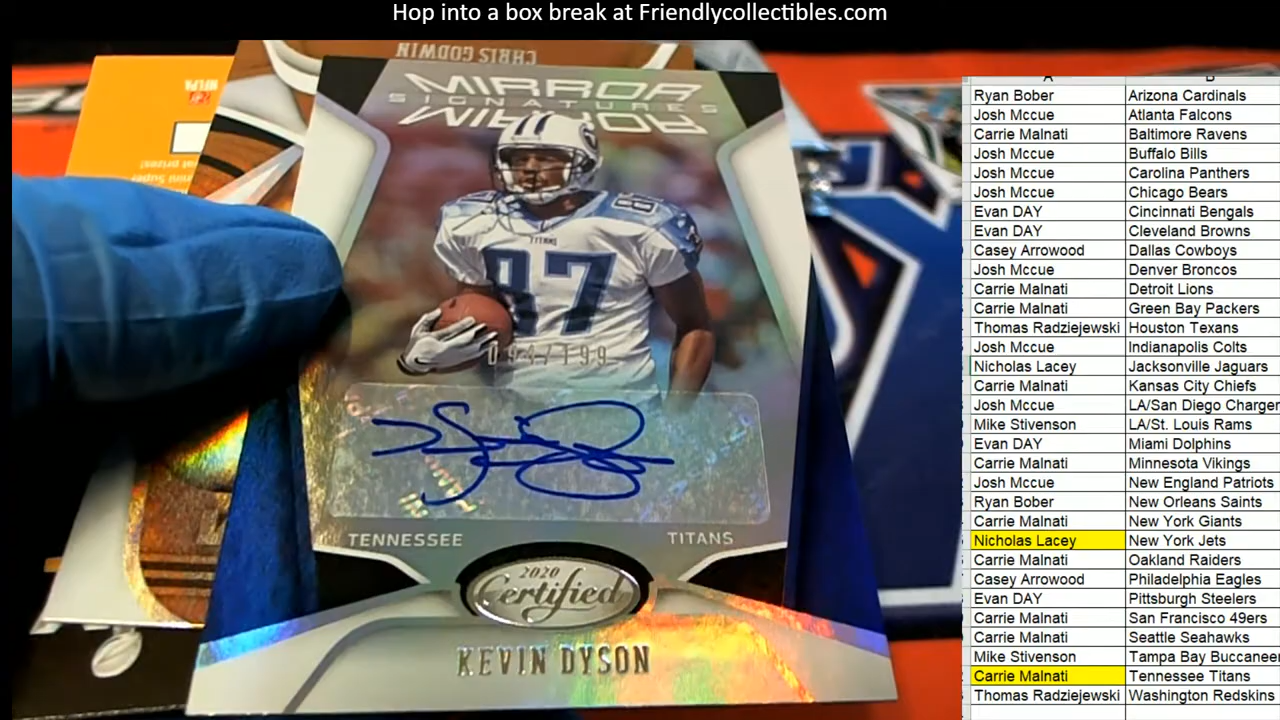 Hop into a box break at Friendlycollectibles.com
CHRIS GODWIN
MIRROR
SIGNATURES
MIRROR
TITANS
87
87
094/199
TENNESSEE TITANS
2020
Certified
KEVIN DYSON
A B
Ryan Bober Arizona Cardinals
Josh Mccue Atlanta Falcons
Carrie Malnati Baltimore Ravens
Josh Mccue Buffalo Bills
Josh Mccue Carolina Panthers
Josh Mccue Chicago Bears
Evan DAY Cincinnati Bengals
Evan DAY Cleveland Browns
Casey Arrowood Dallas Cowboys
Josh Mccue Denver Broncos
Carrie Malnati Detroit Lions
Carrie Malnati Green Bay Packers
Thomas Radziejewski Houston Texans
Josh Mccue Indianapolis Colts
Nicholas Lacey Jacksonville Jaguars
Carrie Malnati Kansas City Chiefs
Josh Mccue LA/San Diego Charger
Mike Stivenson LA/St. Louis Rams
Evan DAY Miami Dolphins
Carrie Malnati Minnesota Vikings
Josh Mccue New England Patriots
Ryan Bober New Orleans Saints
Carrie Malnati New York Giants
Nicholas Lacey New York Jets
Carrie Malnati Oakland Raiders
Casey Arrowood Philadelphia Eagles
Evan DAY Pittsburgh Steelers
Carrie Malnati San Francisco 49ers
Carrie Malnati Seattle Seahawks
Mike Stivenson Tampa Bay Buccaneer
Carrie Malnati Tennessee Titans
Thomas Radziejewski Washington Redskins